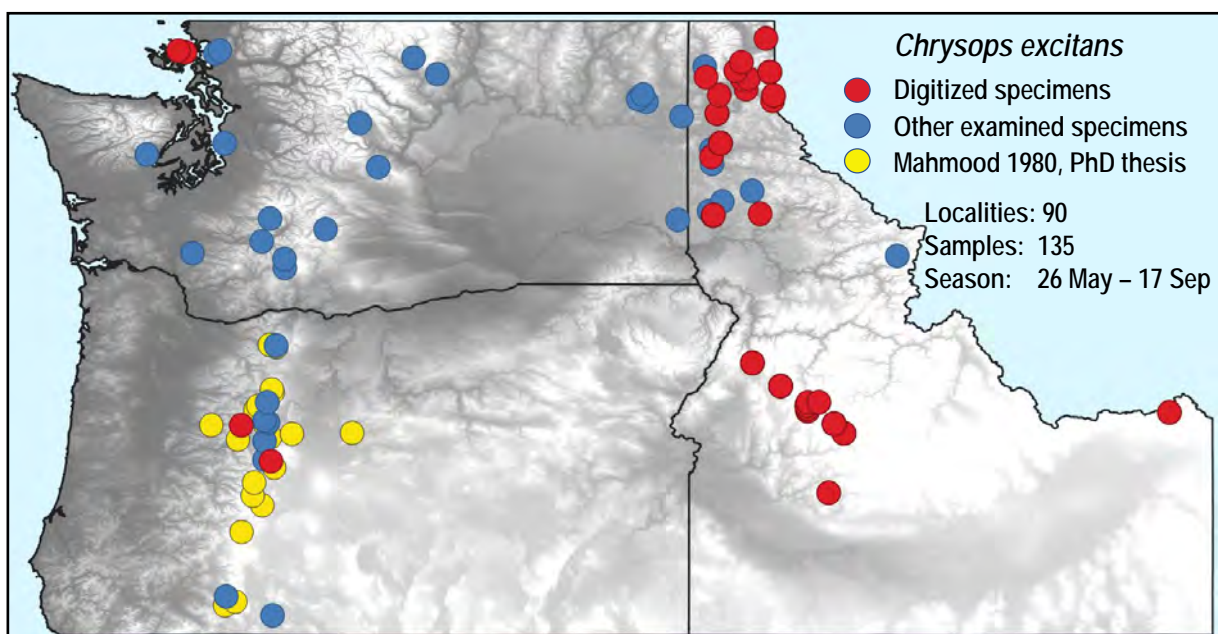 Chrysops excitans
Digitized specimens
Other examined specimens
Mahmood 1980, PhD thesis
Localities: 90
Samples: 135
Season: 26 May – 17 Sep